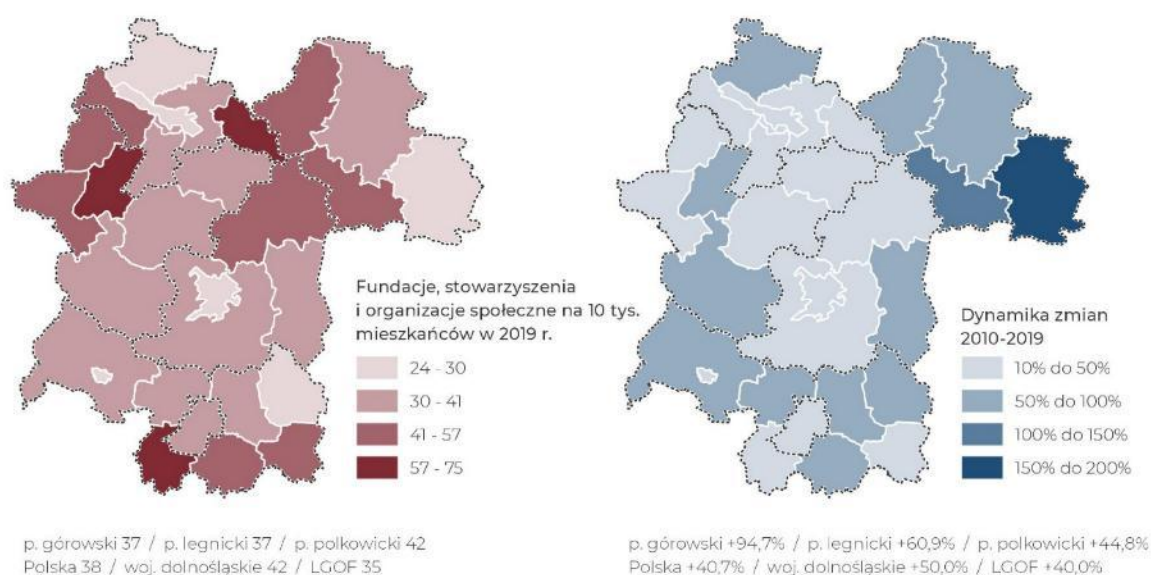 Fundacje, stowarzyszenia
i organizacje społeczne na 10 tys.
mieszkańców w 2019 r.
24 - 30
30 - 41
41 - 57
57 - 75
Dynamika zmian
2010-2019
10% do 50%
50% do 100%
100% do 150%
150% do 200%
p. górowski 37 / p. legnicki 37 / p. polkowicki 42
Polska 38 / woj. dolnośląskie 42 / LGOF 35
p. górowski +94,7% / p. legnicki +60,9% / p. polkowicki +44,8%
Polska +40,7% / woj. dolnośląskie +50,0% / LGOF +40,0%